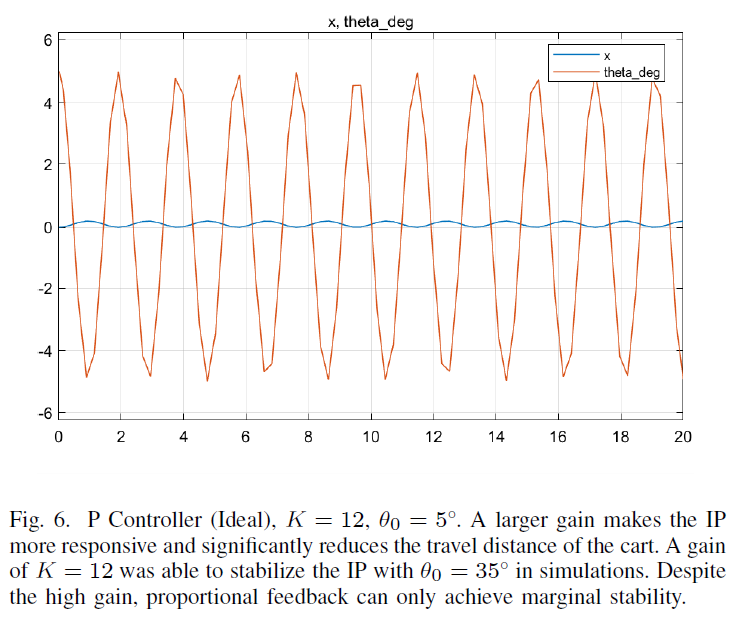 x, theta_deg
6
4
2
0
-2
-4
-6
x
theta_deg
0 2 4 6 8 10 12 14 16 18 20
Fig. 6. P Controller (Ideal), K = 12, θ₀ = 5°. A larger gain makes the IP
more responsive and significantly reduces the travel distance of the cart. A gain
of K = 12 was able to stabilize the IP with θ₀ = 35° in simulations. Despite
the high gain, proportional feedback can only achieve marginal stability.